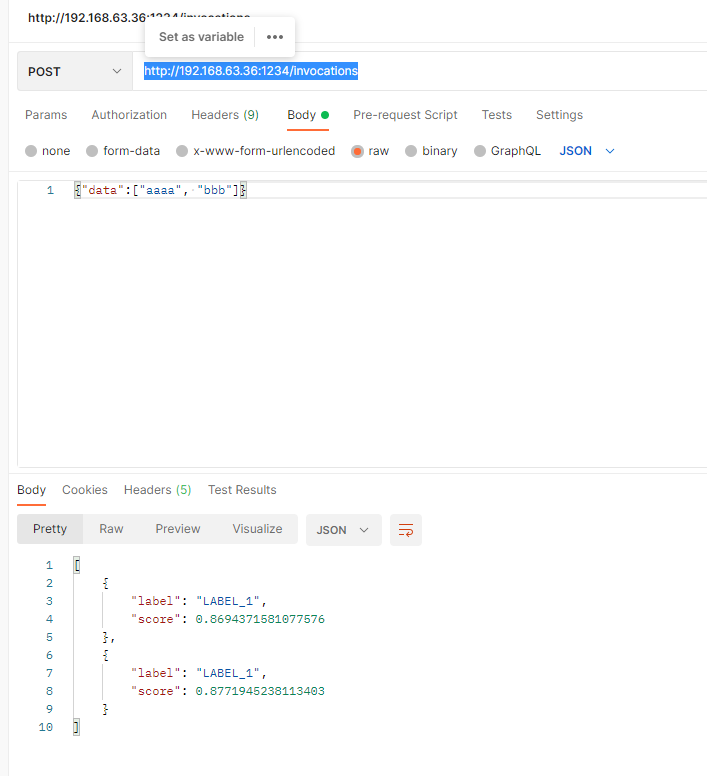 http://192.168.63.36:1234/invocations
Set as variable •••
POST http://192.168.63.36:1234/invocations
Params Authorization Headers (9) Body Pre-request Script Tests Settings
none form-data x-www-form-urlencoded raw binary GraphQL JSON
1 {"data":["aaaa", "bbb"]}
Body Cookies Headers (5) Test Results
Pretty Raw Preview Visualize JSON
1 [
2 {
3 "label": "LABEL_1",
4 "score": 0.8694371581077576
5 },
6 {
7 "label": "LABEL_1",
8 "score": 0.8771945238113403
9 }
10 ]